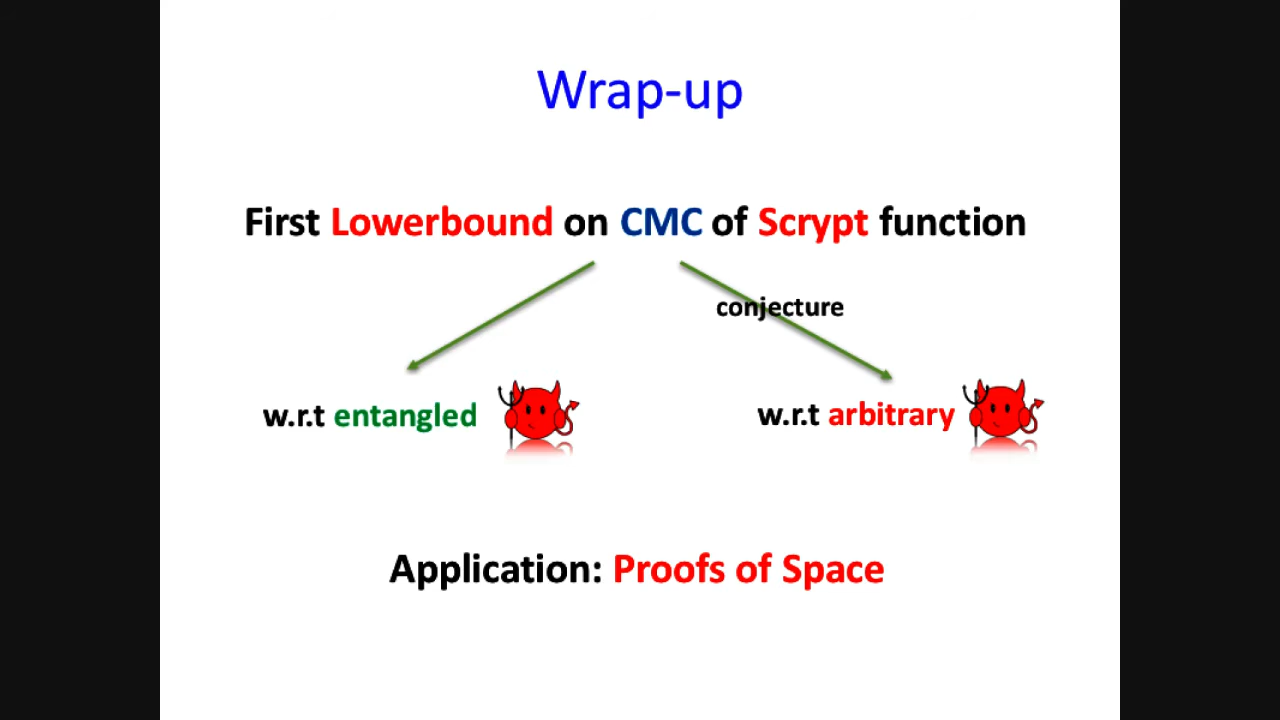 Wrap-up
First Lowerbound on CMC of Scrypt function
conjecture
w.r.t entangled
w.r.t arbitrary
Application: Proofs of Space